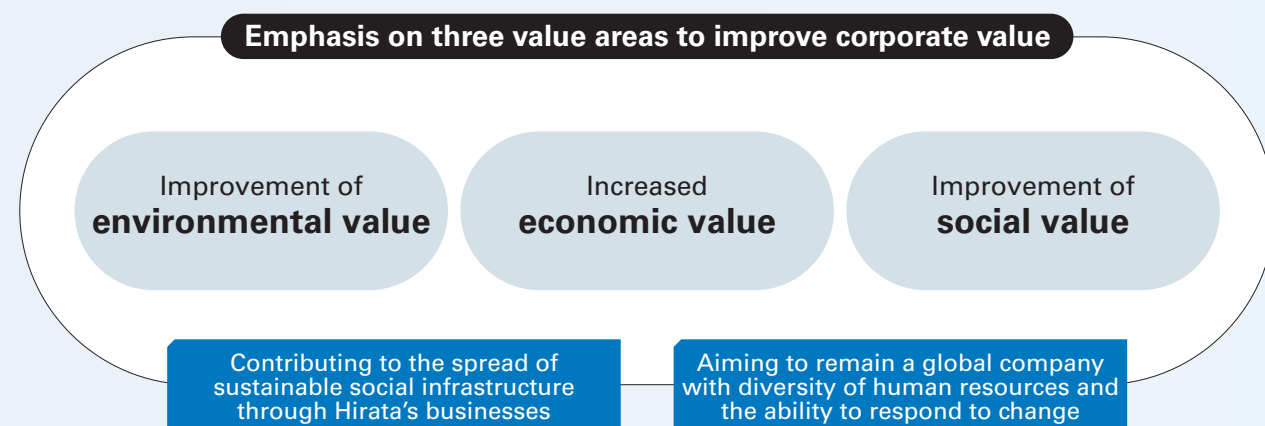 Emphasis on three value areas to improve corporate value
Improvement of
environmental value
Increased
economic value
Improvement of
social value
Contributing to the spread of
sustainable social infrastructure
through Hirata’s businesses
Aiming to remain a global company
with diversity of human resources and
the ability to respond to change